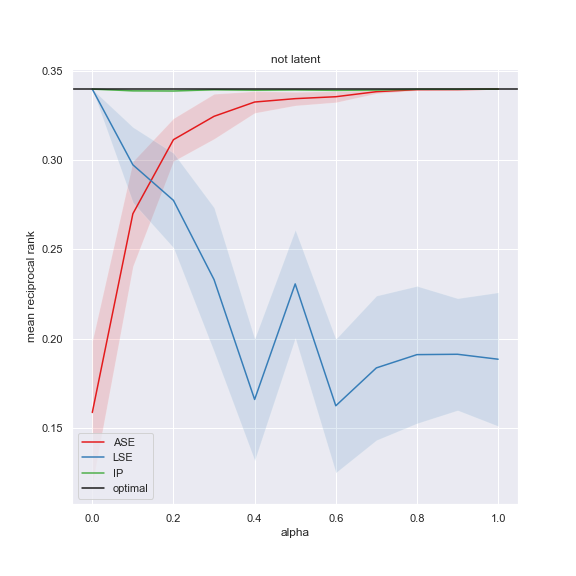 not latent
0.35
0.30
0.25
0.20
0.15
mean reciprocal rank
ASE
LSE
IP
optimal
0.0 0.2 0.4 0.6 0.8 1.0
alpha